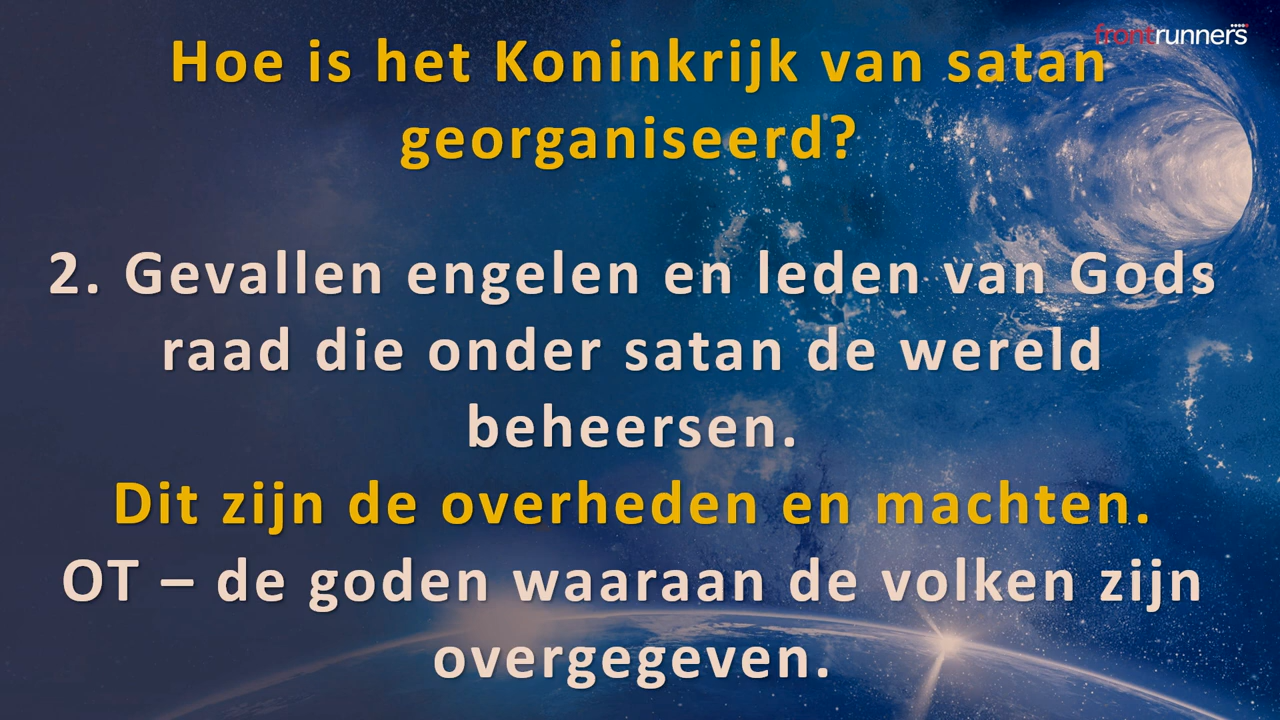 frontrunners
Hoe is het Koninkrijk van satan
georganiseerd?
2. Gevallen engelen en leden van Gods
raad die onder satan de wereld
beheersen.
Dit zijn de overheden en machten.
OT – de goden waaraan de volken zijn
overgegeven.